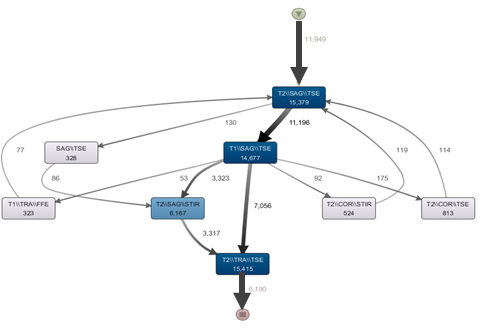 11,949
T2\\SAG\\TSE
15,379
130
11,196
77
119
114
SAG\\TSE
328
T1\\SAG\\TSE
14,677
86
53
3,323
92
175
7,056
T1\\TRA\\FFE
323
T2\\SAG\\STIR
6,167
T2\\COR\\STIR
524
T2\\COR\\TSE
813
3,317
T2\\TRA\\TSE
15,415
6,190